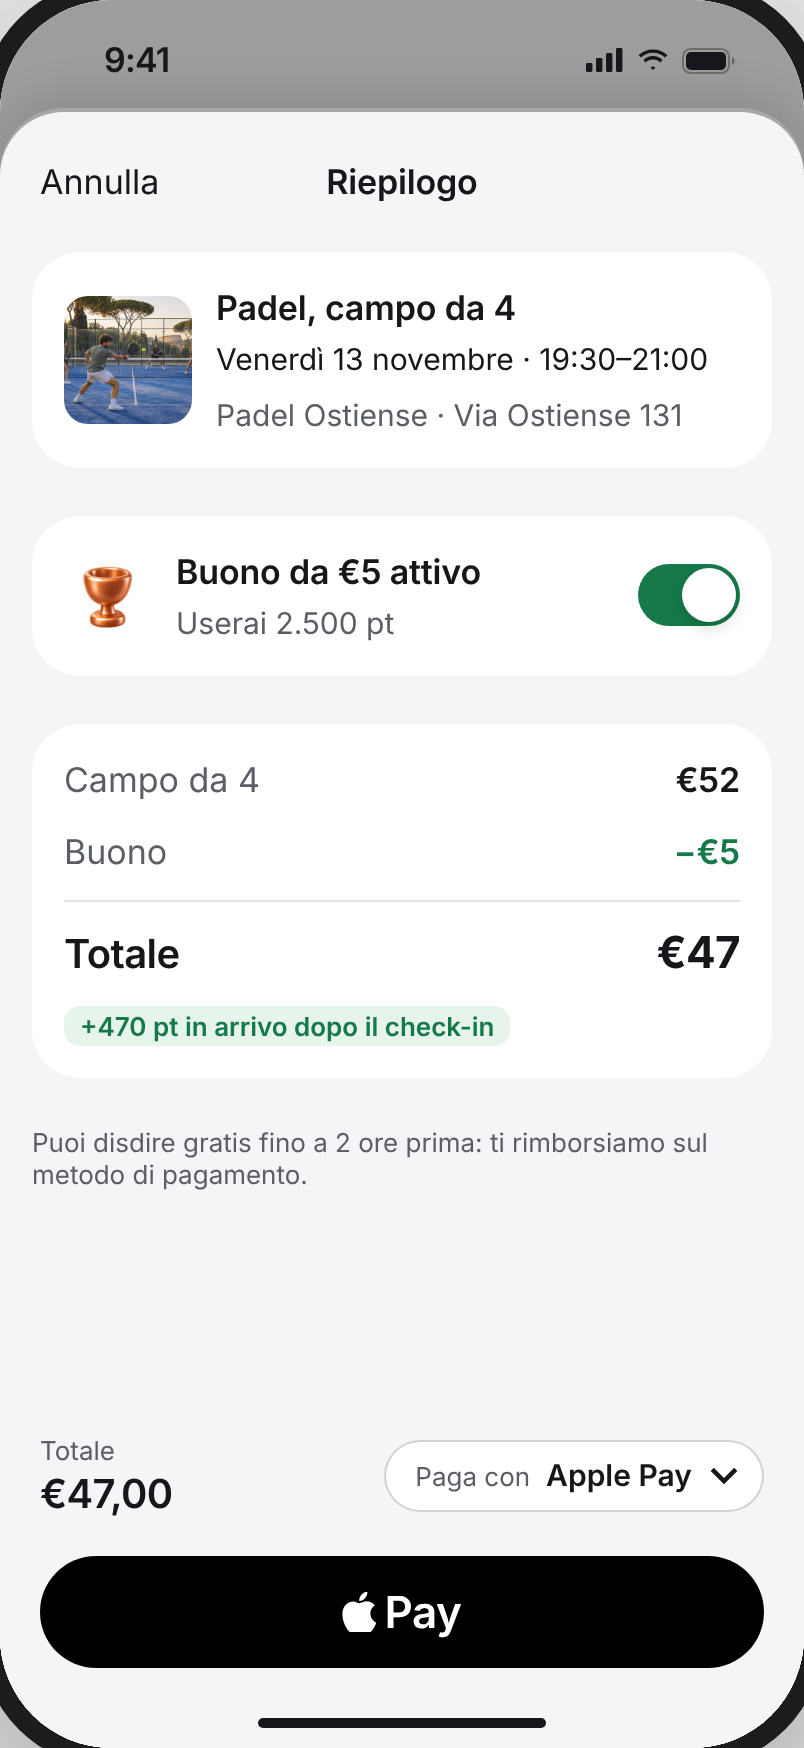 9:41
Annulla
Riepilogo
Padel, campo da 4
Venerdì 13 novembre · 19:30–21:00
Padel Ostiense · Via Ostiense 131
Buono da €5 attivo
Userai 2.500 pt
Campo da 4 €52
Buono −€5
Totale €47
+470 pt in arrivo dopo il check-in
Puoi disdire gratis fino a 2 ore prima: ti rimborsiamo sul
metodo di pagamento.
Totale
€47,00
Paga con Apple Pay
Pay